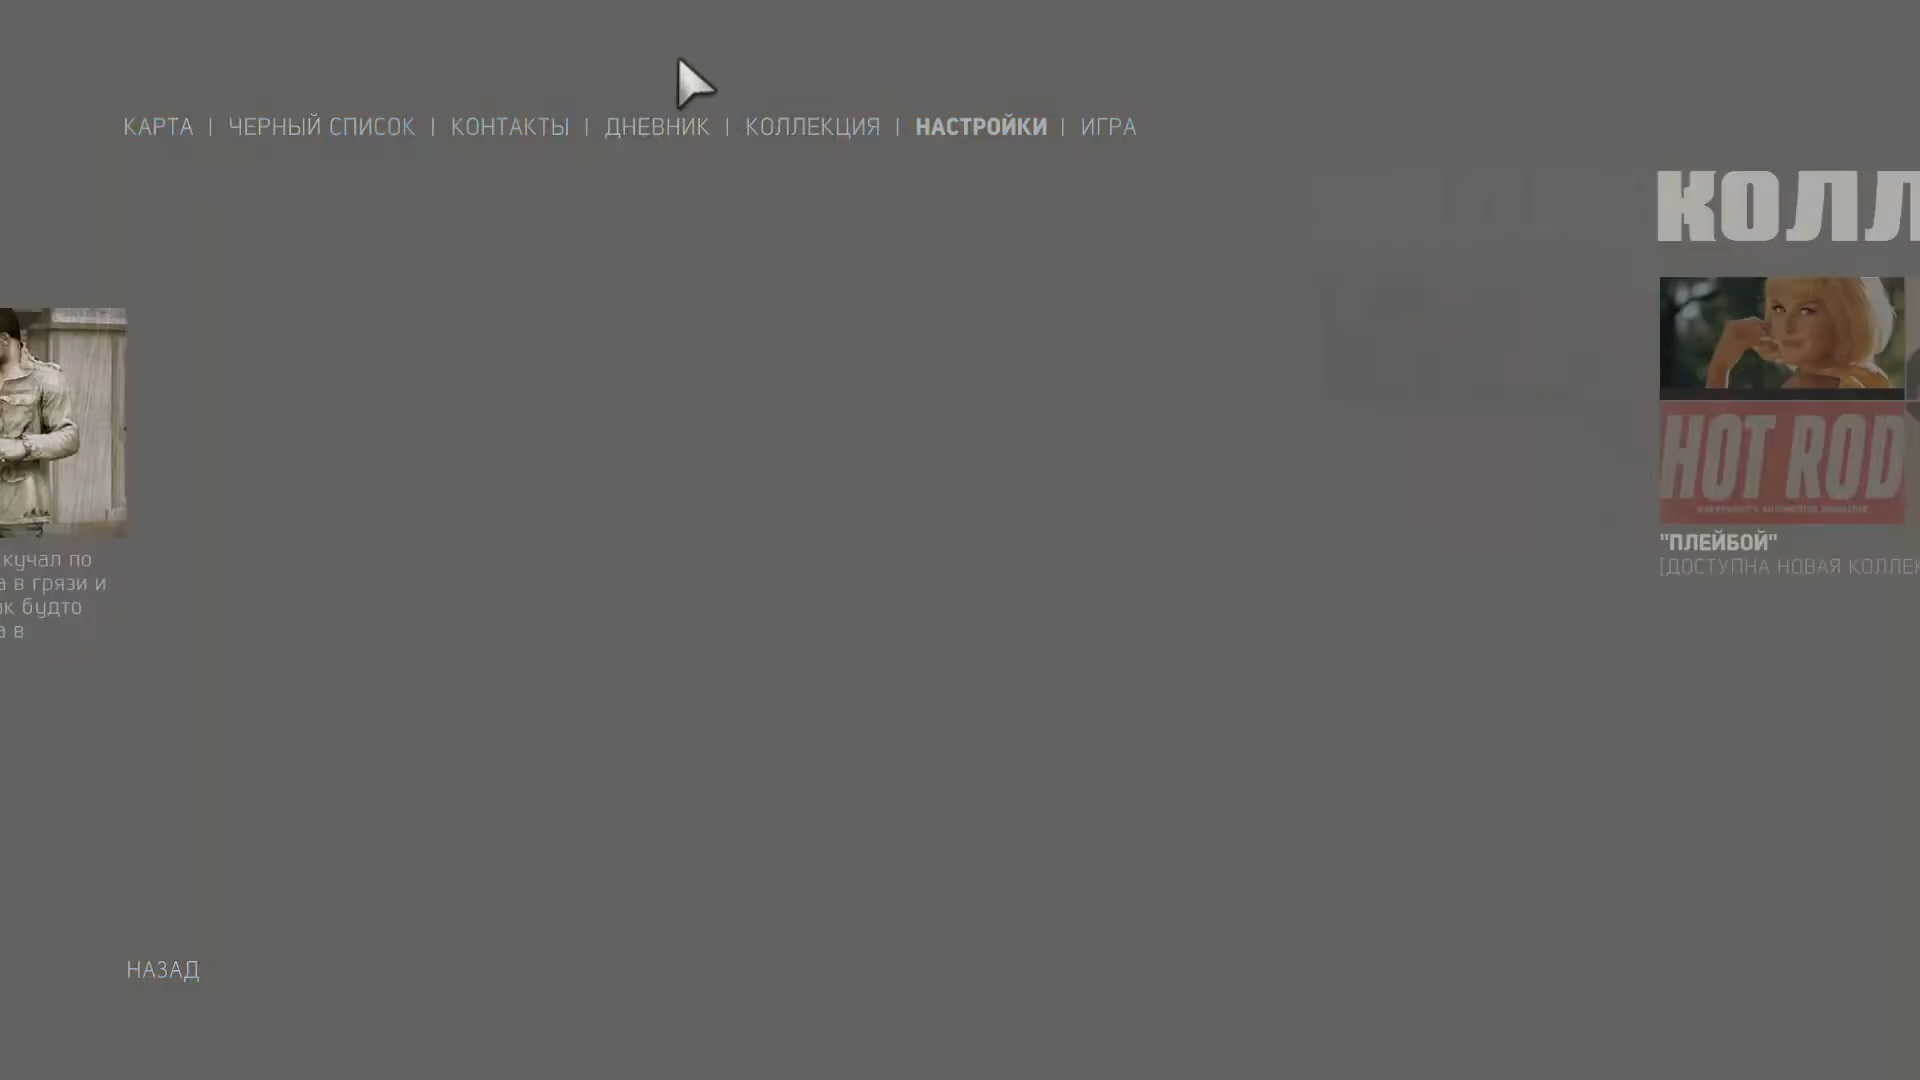 КАРТА | ЧЕРНЫЙ СПИСОК | КОНТАКТЫ | ДНЕВНИК | КОЛЛЕКЦИЯ | НАСТРОЙКИ | ИГРА
КОЛЛ
HOT ROD
"ПЛЕЙБОЙ"
[ДОСТУПНА НОВАЯ КОЛЛЕК
кучал по
а в грязи и
ак будто
а в
НАЗАД